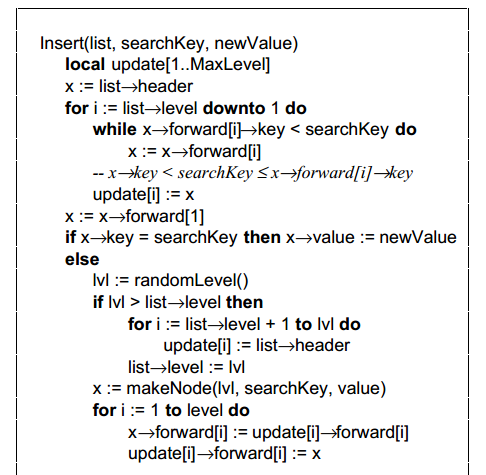 Insert(list, searchKey, newValue)
local update[1..MaxLevel]
x := list→header
for i := list→level downto 1 do
while x→forward[i]→key < searchKey do
x := x→forward[i]
-- x→key < searchKey ≤ x→forward[i]→key
update[i] := x
x := x→forward[1]
if x→key = searchKey then x→value := newValue
else
lvl := randomLevel()
if lvl > list→level then
for i := list→level + 1 to lvl do
update[i] := list→header
list→level := lvl
x := makeNode(lvl, searchKey, value)
for i := 1 to level do
x→forward[i] := update[i]→forward[i]
update[i]→forward[i] := x